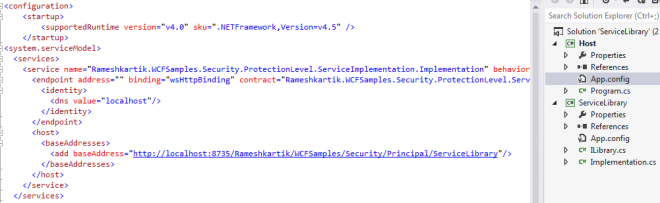 <configuration>
<startup>
<supportedRuntime version="v4.0" sku=".NETFramework,Version=v4.5" />
</startup>
<system.serviceModel>
<services>
<service name="Rameshkartik.WCFSamples.Security.ProtectionLevel.ServiceImplementation.Implementation" behavior
<endpoint address="" binding="wsHttpBinding" contract="Rameshkartik.WCFSamples.Security.ProtectionLevel.Serv
<identity>
<dns value="localhost"/>
</identity>
</endpoint>
<host>
<baseAddresses>
<add baseAddress="http://localhost:8735/Rameshkartik/WCFSamples/Security/Principal/ServiceLibrary"/>
</baseAddresses>
</host>
</service>
</services>
Search Solution Explorer (Ctrl+;)
Solution 'ServiceLibrary' (2
Host
Properties
References
App.config
Program.cs
ServiceLibrary
Properties
References
App.config
ILibrary.cs
Implementation.cs